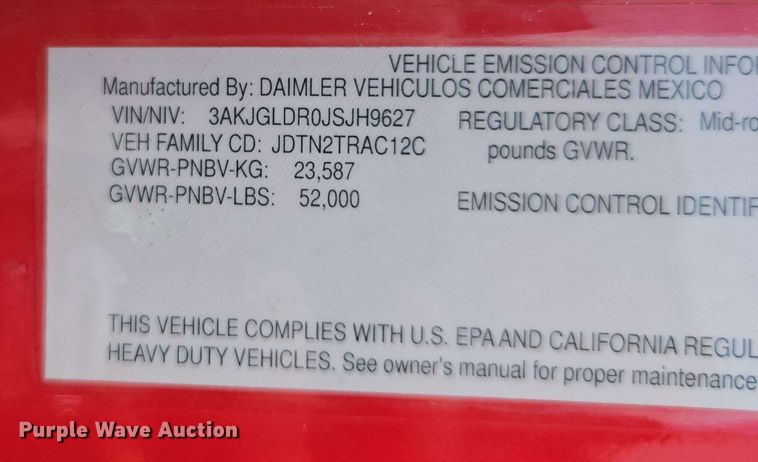 VEHICLE EMISSION CONTROL INFO
Manufactured By: DAIMLER VEHICULOS COMERCIALES MEXICO
VIN/NIV: 3AKJGLDR0JSJH9627
REGULATORY CLASS: Mid-ro
VEH FAMILY CD: JDTN2TRAC12C
pounds GVWR.
GVWR-PNBV-KG: 23,587
GVWR-PNBV-LBS: 52,000
EMISSION CONTROL IDENTIF
THIS VEHICLE COMPLIES WITH U.S. EPA AND CALIFORNIA REGUL
HEAVY DUTY VEHICLES. See owner's manual for proper maintenance
Purple Wave Auction